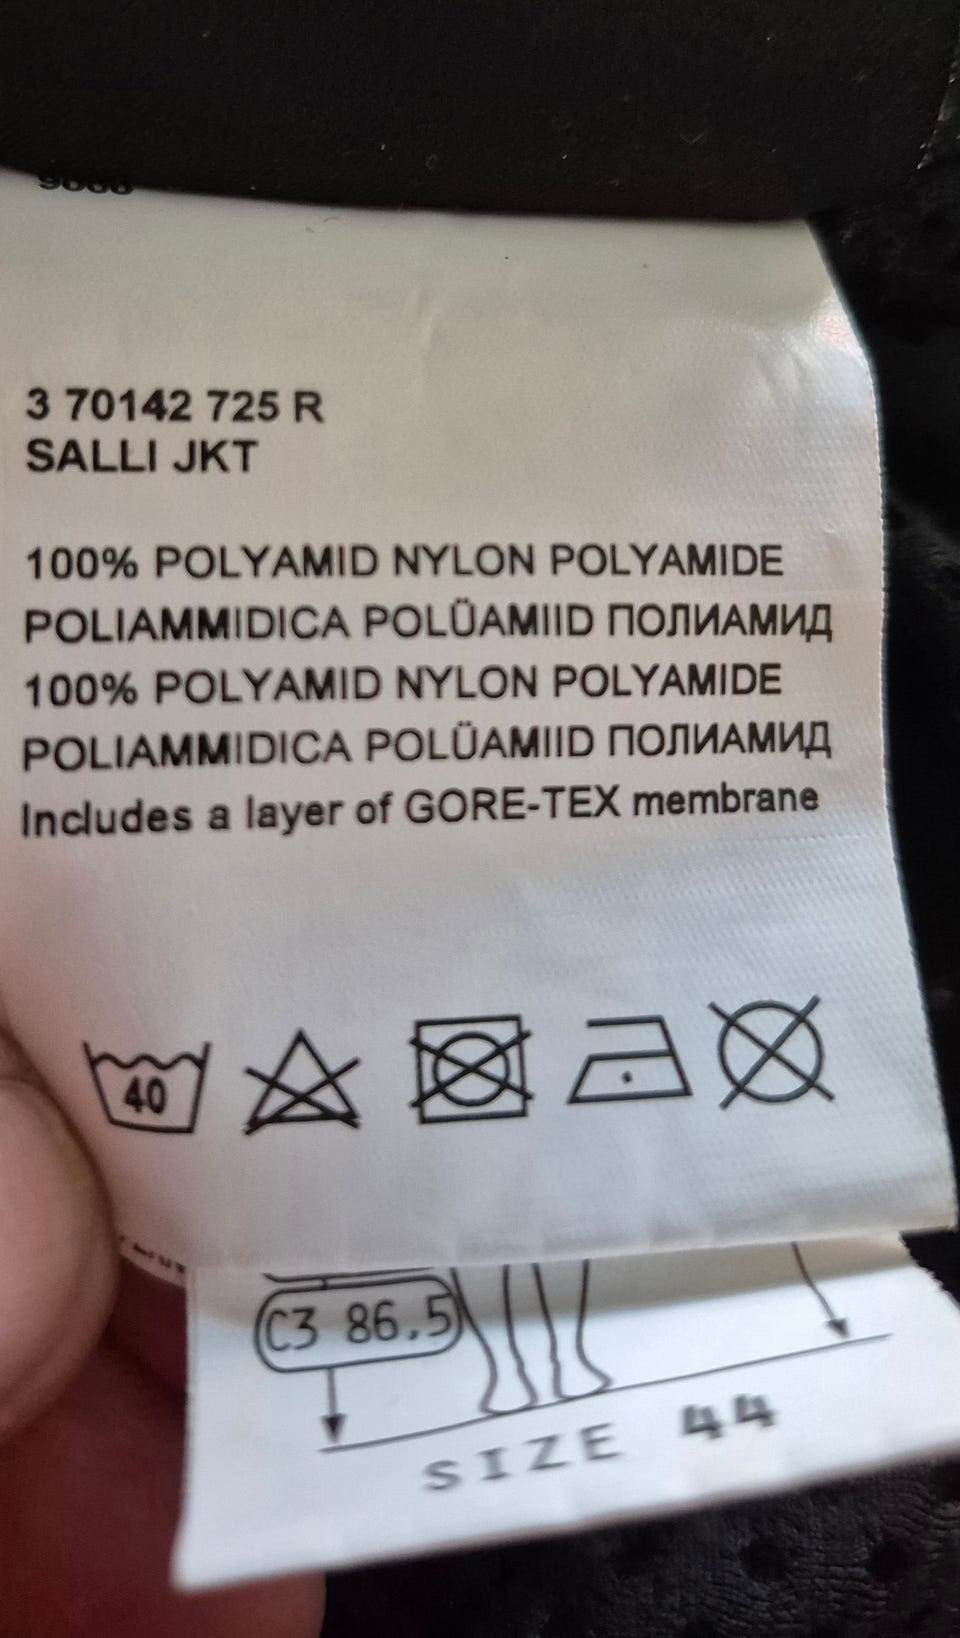 3 70142 725 R
SALLI JKT
100% POLYAMID NYLON POLYAMIDE
POLIAMMIDICA POLÜAMIID ПОЛИАМИД
100% POLYAMID NYLON POLYAMIDE
POLIAMMIDICA POLÜAMIID ПОЛИАМИД
Includes a layer of GORE-TEX membrane
40
C3 86,5
SIZE 44